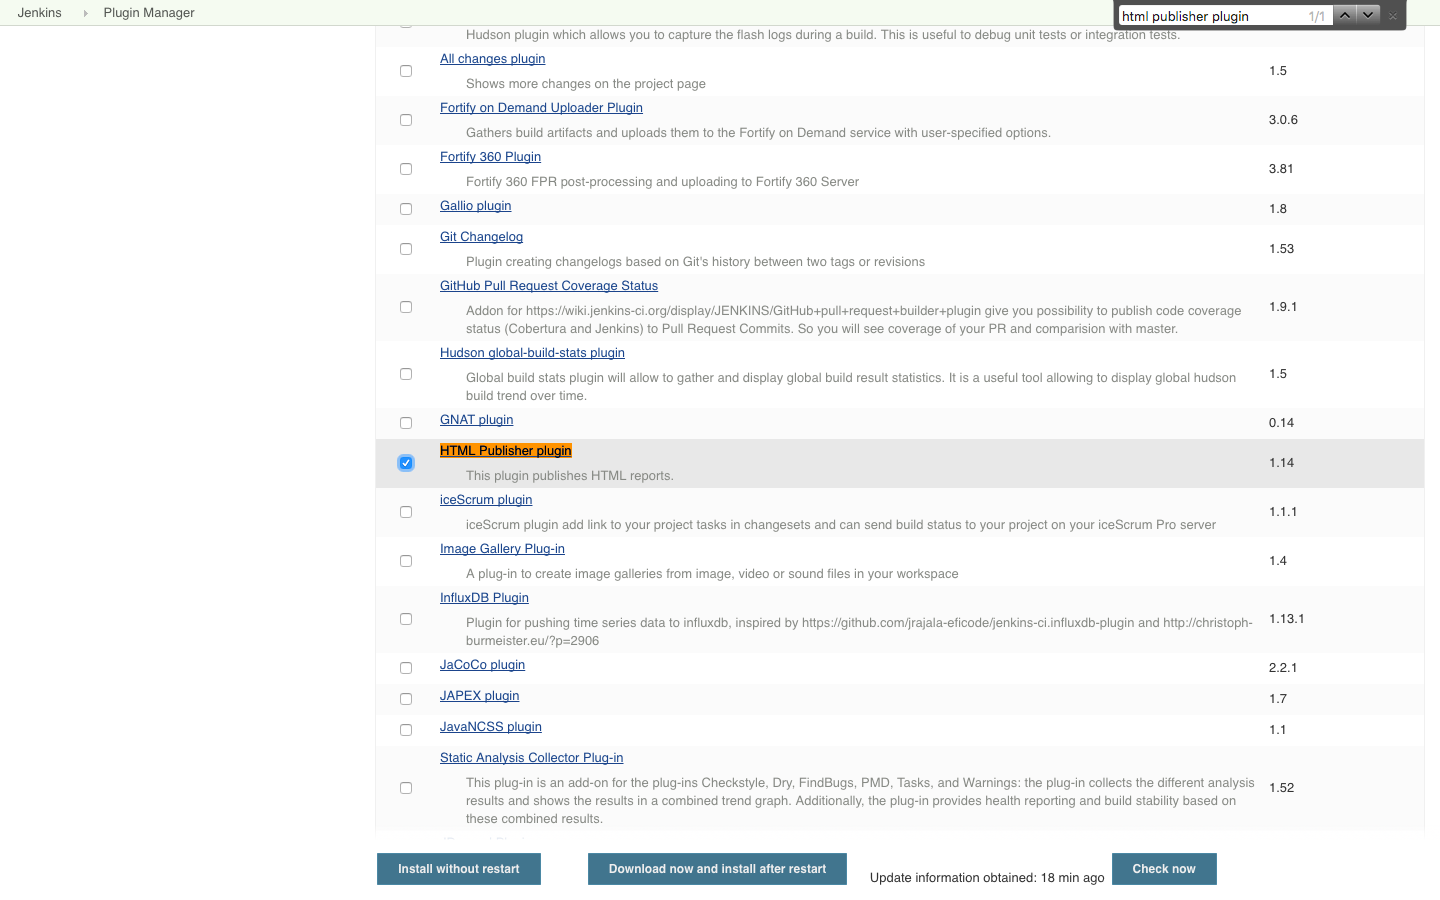 Jenkins Plugin Manager
html publisher plugin 1/1
Hudson plugin which allows you to capture the flash logs during a build. This is useful to debug unit tests or integration tests.
All changes plugin
Shows more changes on the project page
1.5
Fortify on Demand Uploader Plugin
Gathers build artifacts and uploads them to the Fortify on Demand service with user-specified options.
3.0.6
Fortify 360 Plugin
Fortify 360 FPR post-processing and uploading to Fortify 360 Server
3.81
Gallio plugin
1.8
Git Changelog
Plugin creating changelogs based on Git's history between two tags or revisions
1.53
GitHub Pull Request Coverage Status
Addon for https://wiki.jenkins-ci.org/display/JENKINS/GitHub+pull+request+builder+plugin give you possibility to publish code coverage
status (Cobertura and Jenkins) to Pull Request Commits. So you will see coverage of your PR and comparision with master.
1.9.1
Hudson global-build-stats plugin
Global build stats plugin will allow to gather and display global build result statistics. It is a useful tool allowing to display global hudson
build trend over time.
1.5
GNAT plugin
0.14
HTML Publisher plugin
This plugin publishes HTML reports.
1.14
iceScrum plugin
iceScrum plugin add link to your project tasks in changesets and can send build status to your project on your iceScrum Pro server
1.1.1
Image Gallery Plug-in
A plug-in to create image galleries from image, video or sound files in your workspace
1.4
InfluxDB Plugin
Plugin for pushing time series data to influxdb, inspired by https://github.com/jrajala-eficode/jenkins-ci.influxdb-plugin and http://christoph-
burmeister.eu/?p=2906
1.13.1
JaCoCo plugin
2.2.1
JAPEX plugin
1.7
JavaNCSS plugin
1.1
Static Analysis Collector Plug-in
This plug-in is an add-on for the plug-ins Checkstyle, Dry, FindBugs, PMD, Tasks, and Warnings: the plug-in collects the different analysis
results and shows the results in a combined trend graph. Additionally, the plug-in provides health reporting and build stability based on
these combined results.
1.52
Install without restart
Download now and install after restart
Update information obtained: 18 min ago
Check now